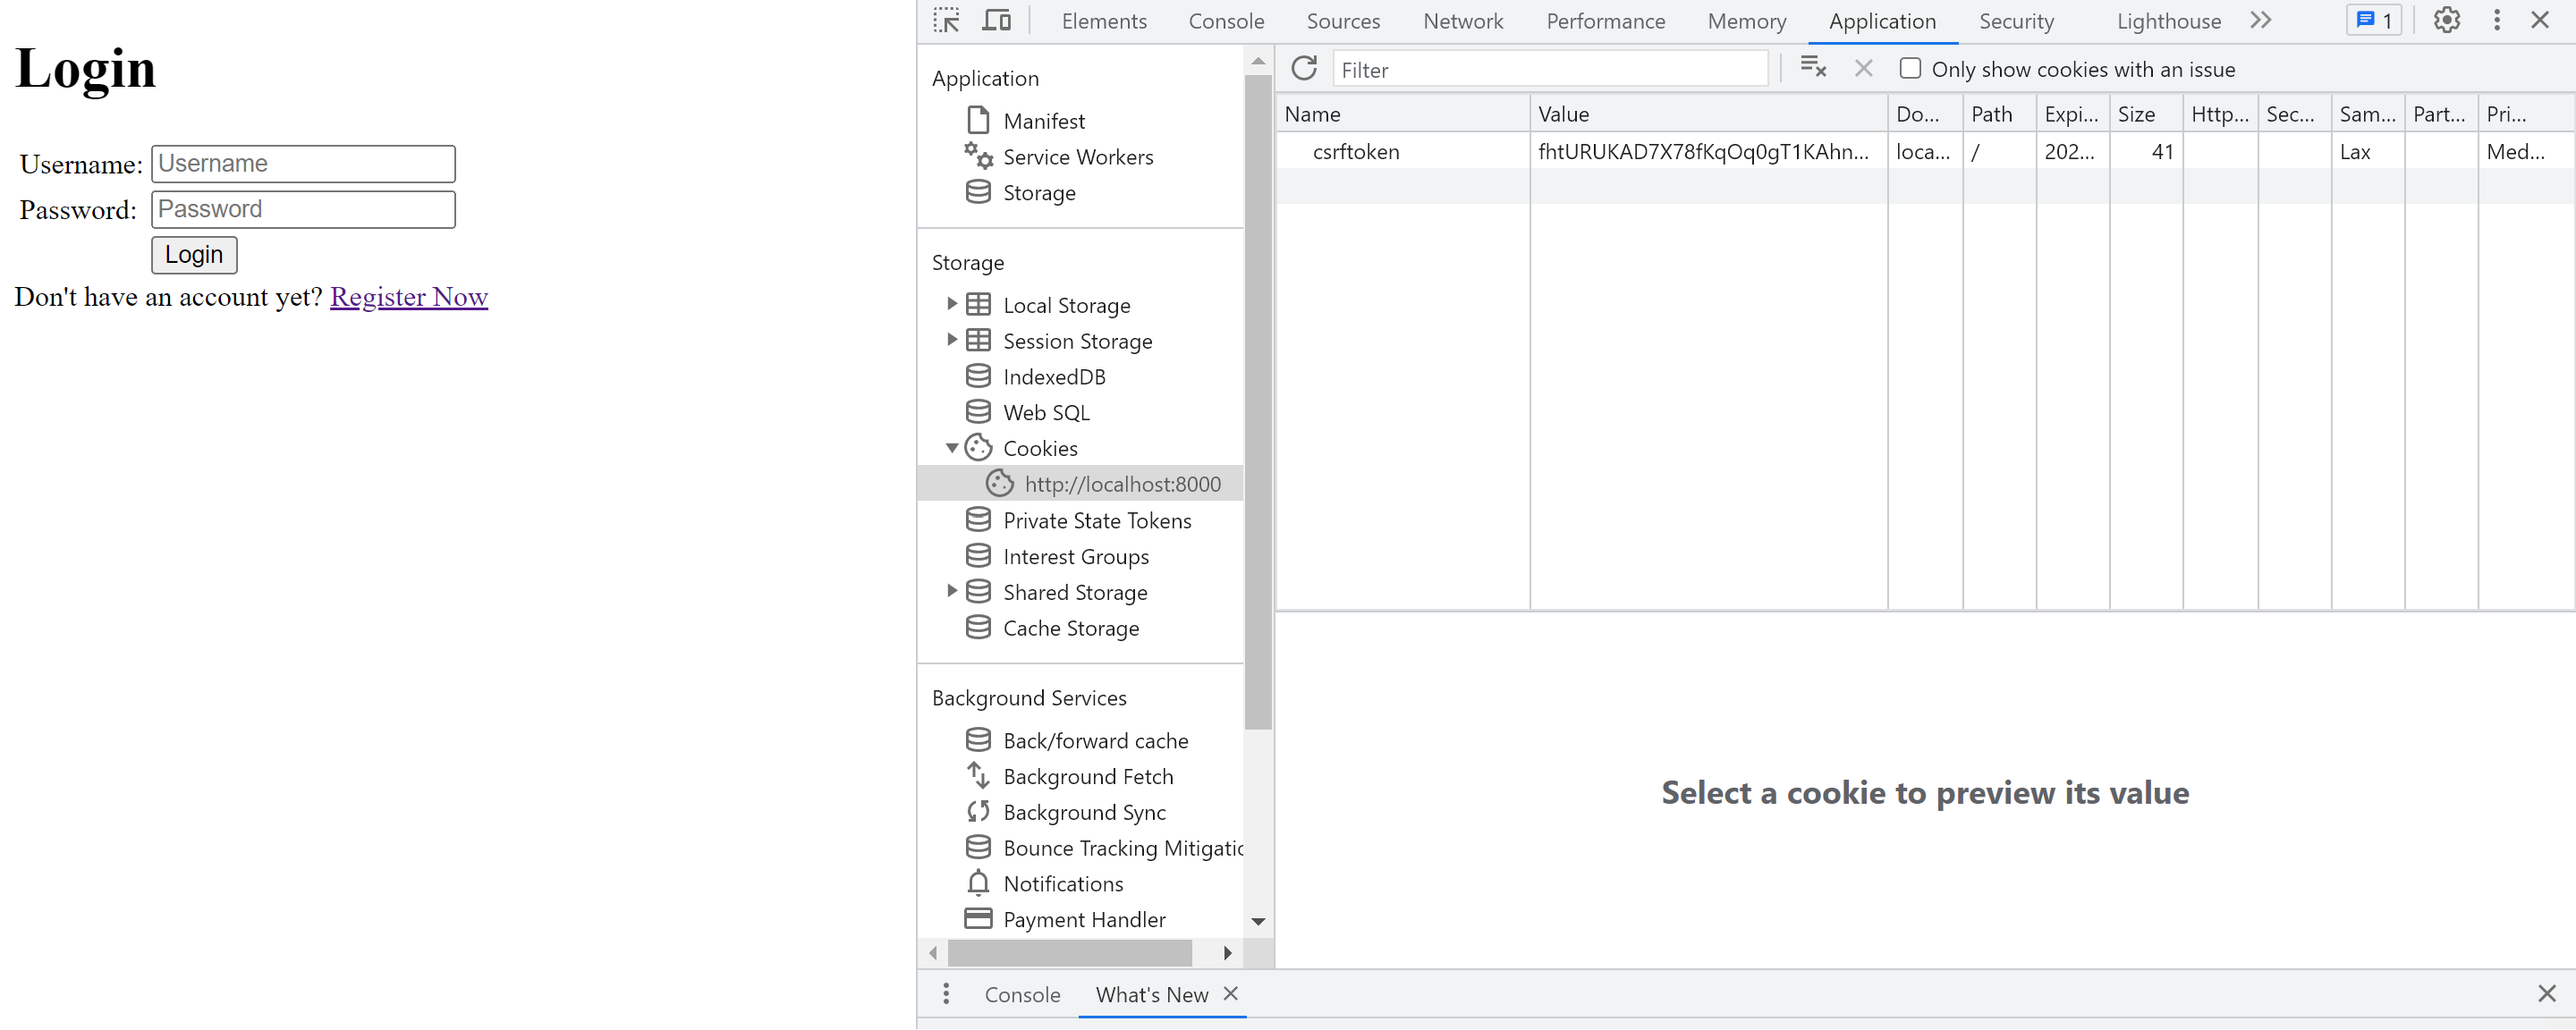 Login
Username: Username
Password: Password
Login
Don't have an account yet? Register Now
Elements Console Sources Network Performance Memory Application Security Lighthouse 1
Application
Manifest
Service Workers
Storage
Storage
Local Storage
Session Storage
IndexedDB
Web SQL
Cookies
http://localhost:8000
Private State Tokens
Interest Groups
Shared Storage
Cache Storage
Background Services
Back/forward cache
Background Fetch
Background Sync
Bounce Tracking Mitigatic
Notifications
Payment Handler
Filter Only show cookies with an issue
Name Value Do... Path Expi... Size Http... Sec... Sam... Part... Pri...
csrftoken fhtURUKAD7X78fKqOq0gT1KAhn... loca... / 202... 41 Lax Med...
Select a cookie to preview its value
Console What's New